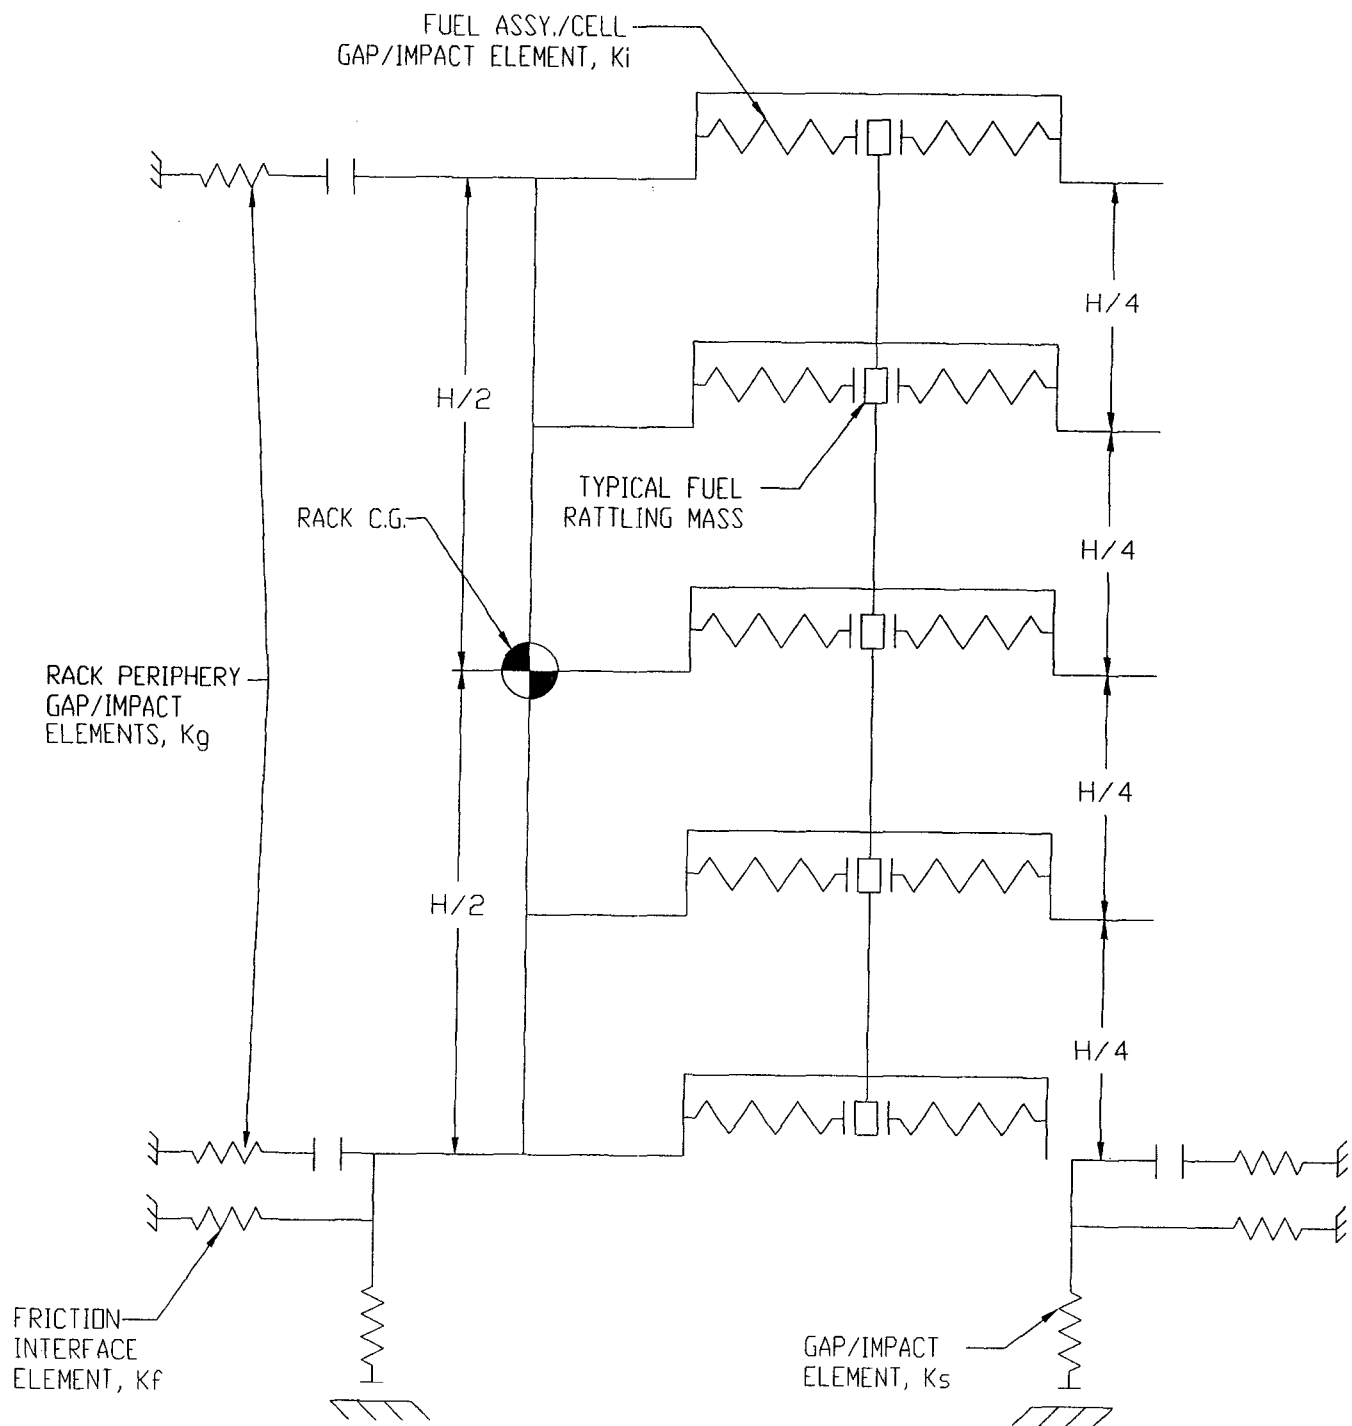 FUEL ASSY./CELL
GAP/IMPACT ELEMENT, Ki
H/4
H/2
TYPICAL FUEL
RATTLING MASS
RACK C.G.
H/4
RACK PERIPHERY
GAP/IMPACT
ELEMENTS, Kg
H/4
H/2
H/4
FRICTION
INTERFACE
ELEMENT, Kf
GAP/IMPACT
ELEMENT, Ks